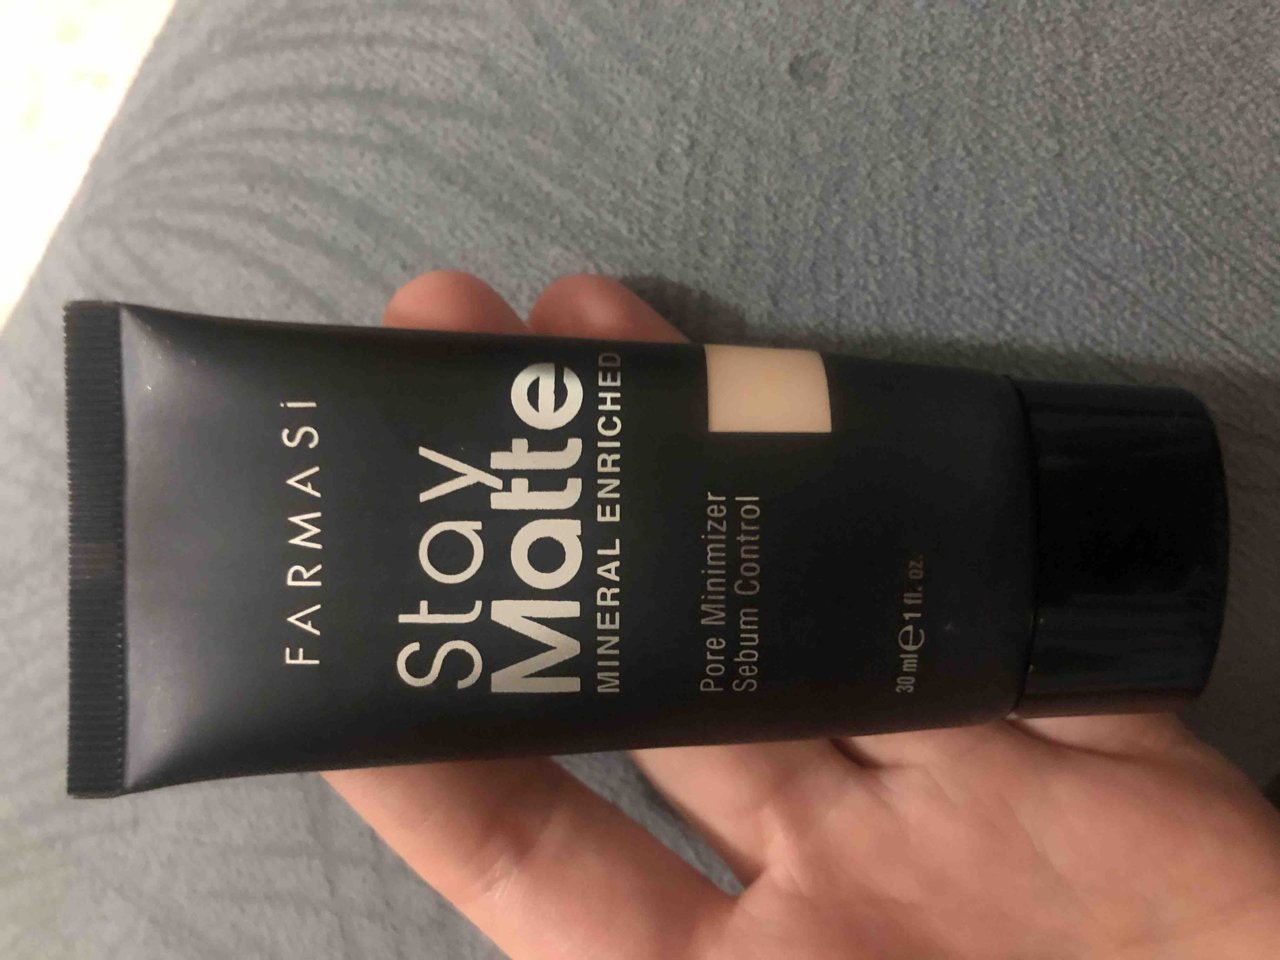 FARMASi
Stay
Matte
MINERAL ENRICHED
Pore Minimizer
Sebum Control
30 ml ℮ 1 fl. oz.